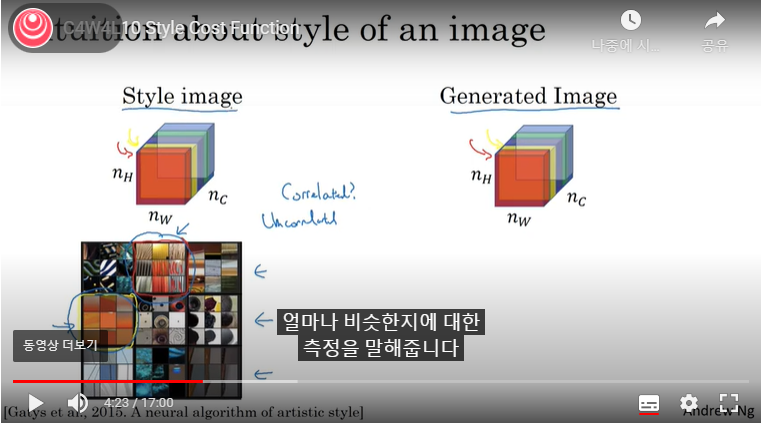 C4W4L10 Style Cost Function
tuition about style of an image
나중에 시...
공유
Style image
Generated Image
n_H
n_W
n_C
n_H
n_W
n_C
Correlated?
Uncorrelated
얼마나 비슷한지에 대한
측정을 말해줍니다
동영상 더보기
4:23 / 17:00
[Gatys et al., 2015. A neural algorithm of artistic style]
Andrew Ng